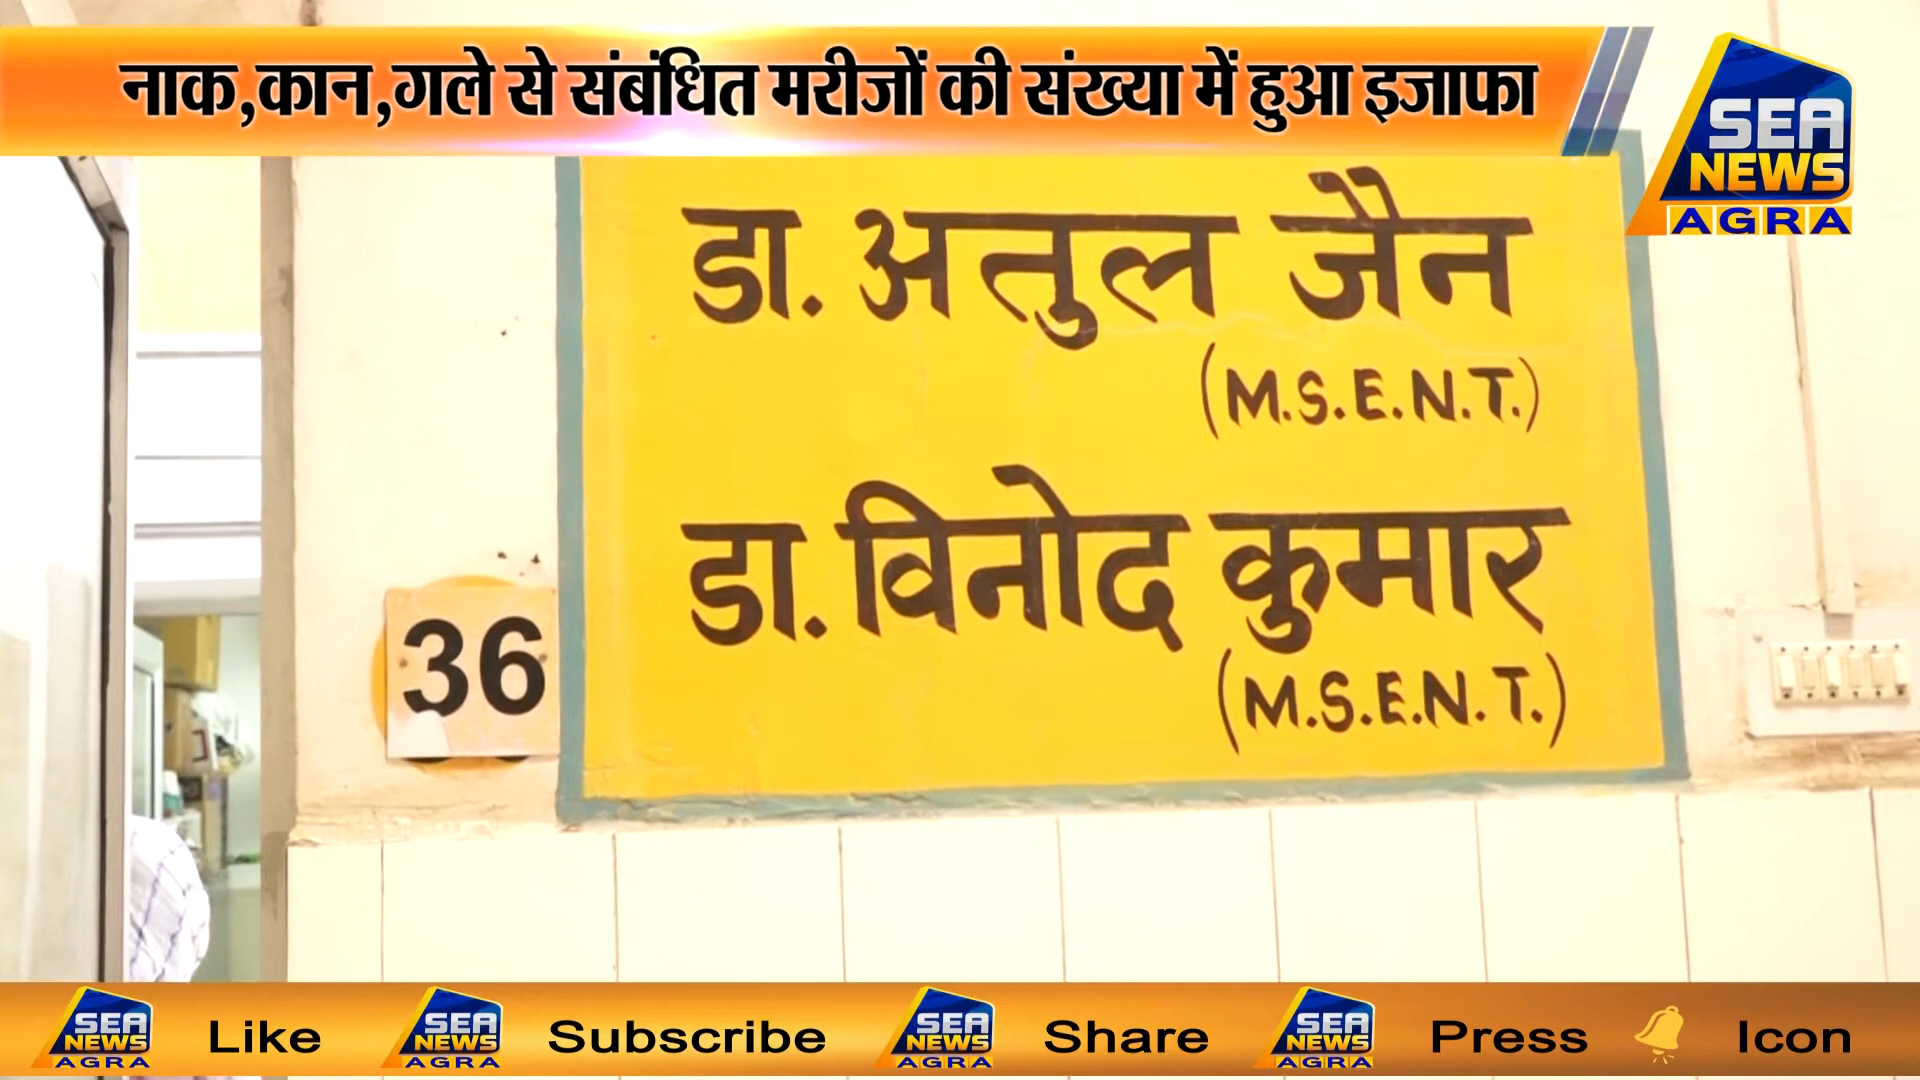 नाक,कान,गले से संबंधित मरीजों की संख्या में हुआ इजाफा
SEA
NEWS
AGRA
डा. अतुल जैन
(M.S.E.N.T.)
डा. विनोद कुमार
(M.S.E.N.T.)
36
SEA NEWS AGRA Like SEA NEWS AGRA Subscribe SEA NEWS AGRA Share SEA NEWS AGRA Press Icon